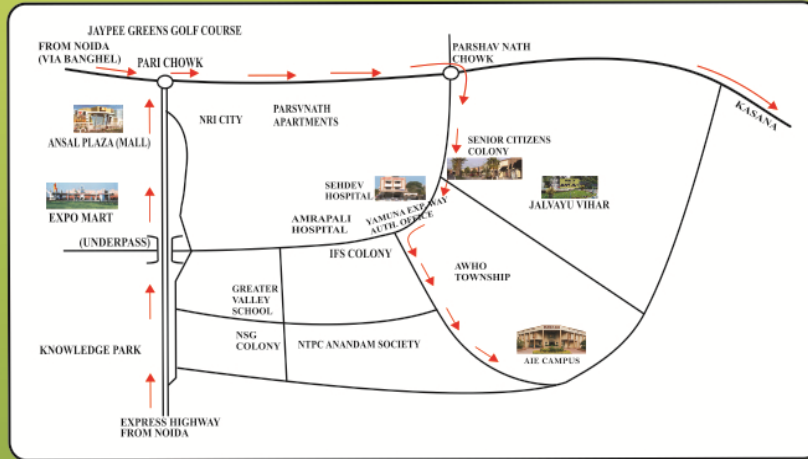 JAYPEE GREENS GOLF COURSE
FROM NOIDA
(VIA BANGHEL)
PARI CHOWK
PARSHAV NATH
CHOWK
KASANA
ANSAL PLAZA (MALL)
NRI CITY
PARSVNATH
APARTMENTS
SENIOR CITIZENS
COLONY
SEHDEV
HOSPITAL
JALVAYU VIHAR
EXPO MART
AMRAPALI
HOSPITAL
YAMUNA EXP-WAY
AUTH. OFFICE
(UNDERPASS)
IFS COLONY
AWHO
TOWNSHIP
GREATER
VALLEY
SCHOOL
NSG
COLONY
NTPC ANANDAM SOCIETY
KNOWLEDGE PARK
AIE CAMPUS
EXPRESS HIGHWAY
FROM NOIDA